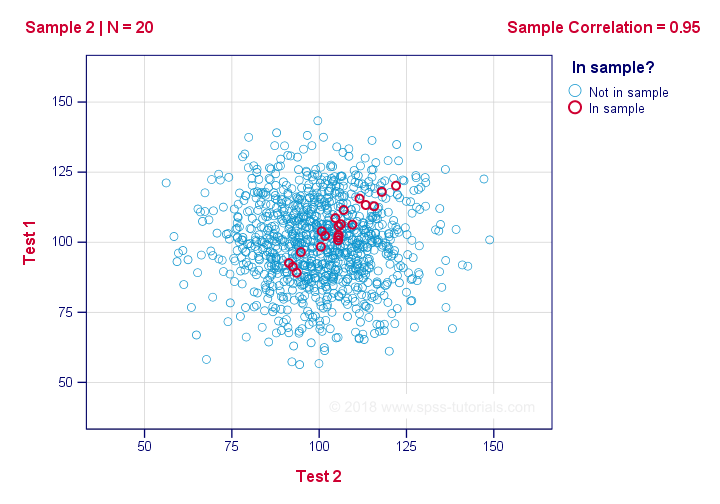 Sample 2 | N = 20
Sample Correlation = 0.95
In sample?
Not in sample
In sample
150
125
100
75
50
Test 1
© 2018 www.spss-tutorials.com
50
75
100
125
150
Test 2